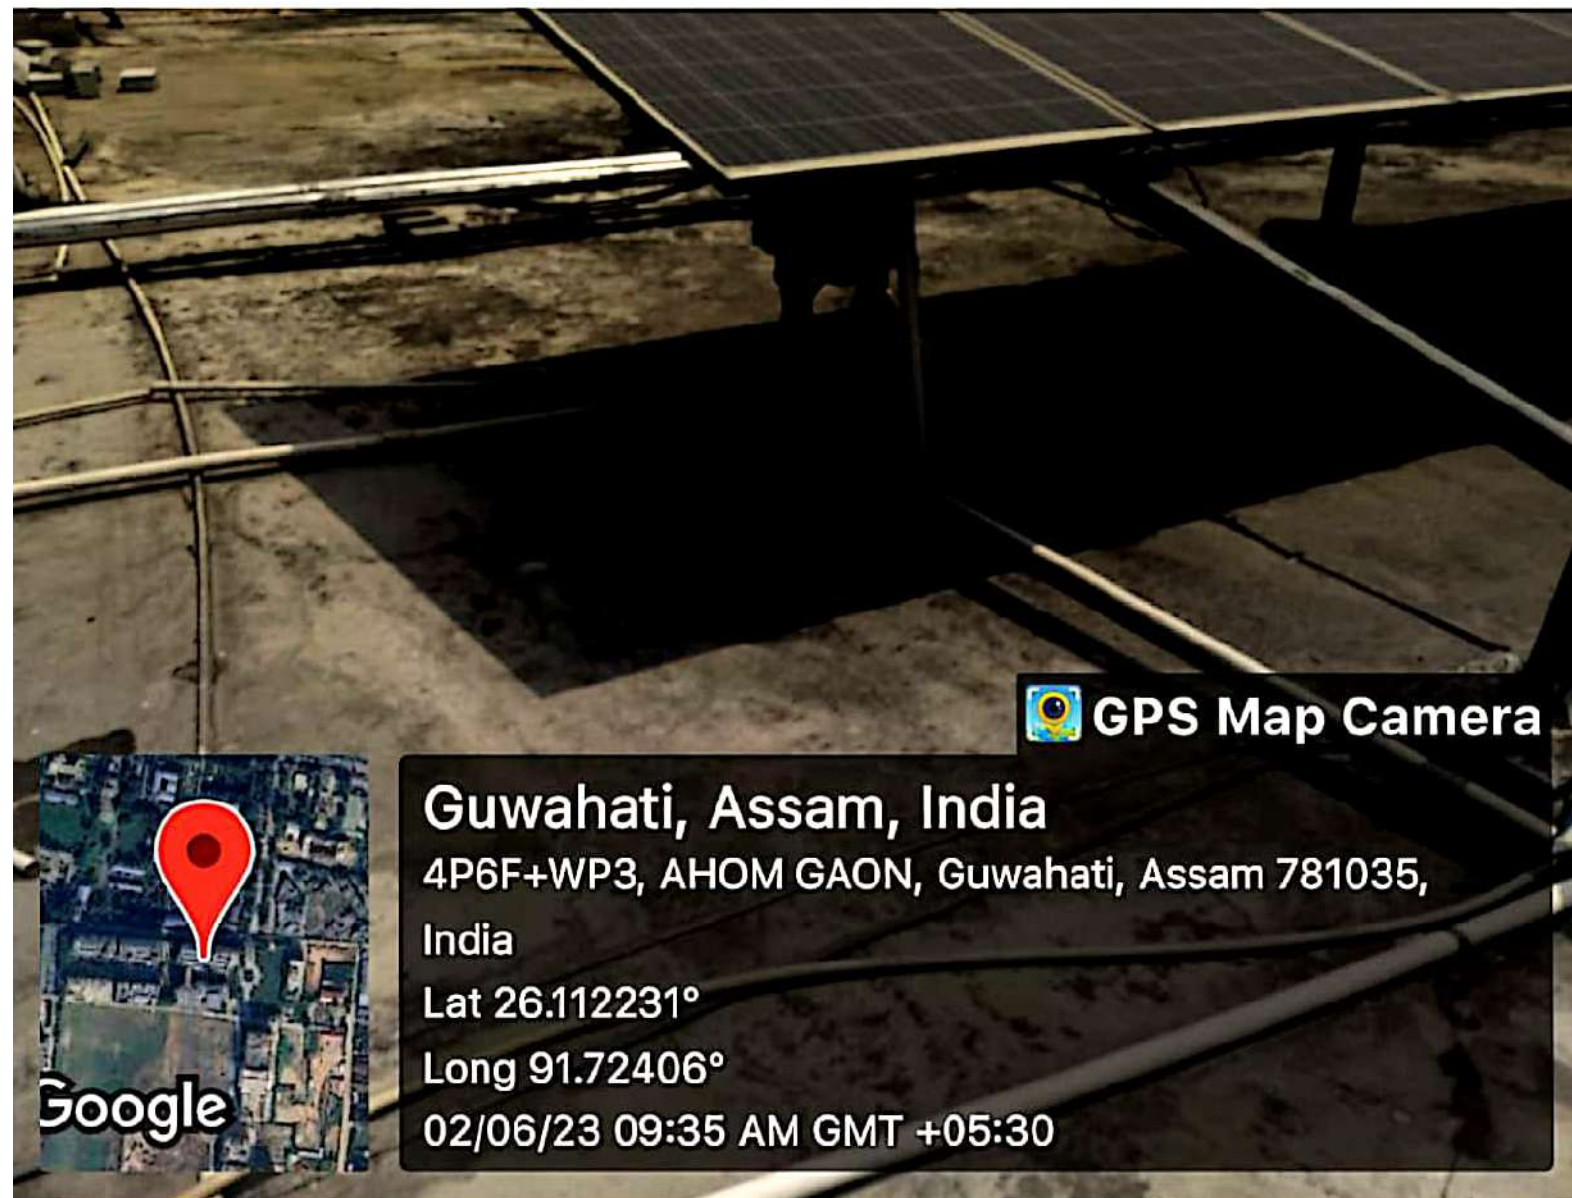 GPS Map Camera
Guwahati, Assam, India
4P6F+WP3, AHOM GAON, Guwahati, Assam 781035,
India
Lat 26.112231°
Long 91.72406°
02/06/23 09:35 AM GMT +05:30
Google